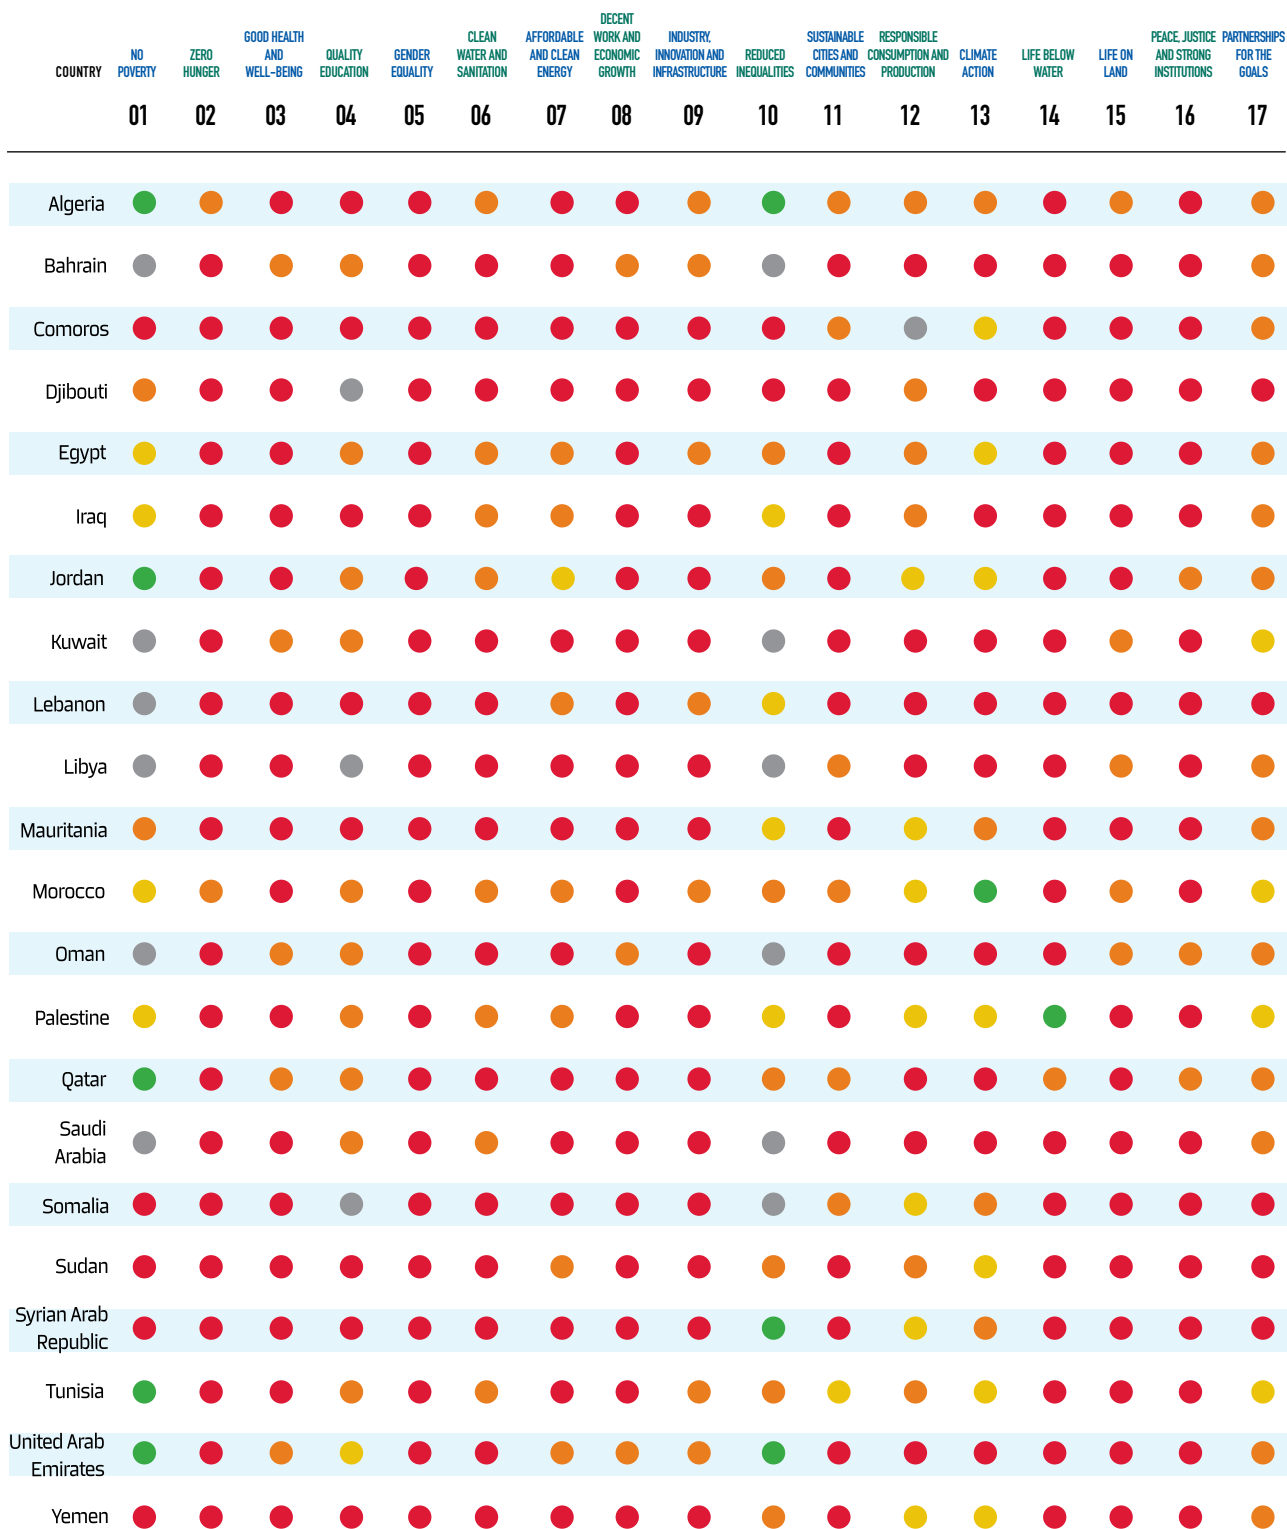 COUNTRY
NO
POVERTY
ZERO
HUNGER
GOOD HEALTH
AND
WELL-BEING
QUALITY
EDUCATION
GENDER
EQUALITY
CLEAN
WATER AND
SANITATION
AFFORDABLE
AND CLEAN
ENERGY
DECENT
WORK AND
ECONOMIC
GROWTH
INDUSTRY,
INNOVATION AND
INFRASTRUCTURE
REDUCED
INEQUALITIES
SUSTAINABLE
CITIES AND
COMMUNITIES
RESPONSIBLE
CONSUMPTION AND
PRODUCTION
CLIMATE
ACTION
LIFE BELOW
WATER
LIFE ON
LAND
PEACE, JUSTICE
AND STRONG
INSTITUTIONS
PARTNERSHIPS
FOR THE
GOALS
01 02 03 04 05 06 07 08 09 10 11 12 13 14 15 16 17
Algeria
Bahrain
Comoros
Djibouti
Egypt
Iraq
Jordan
Kuwait
Lebanon
Libya
Mauritania
Morocco
Oman
Palestine
Qatar
Saudi
Arabia
Somalia
Sudan
Syrian Arab
Republic
Tunisia
United Arab
Emirates
Yemen